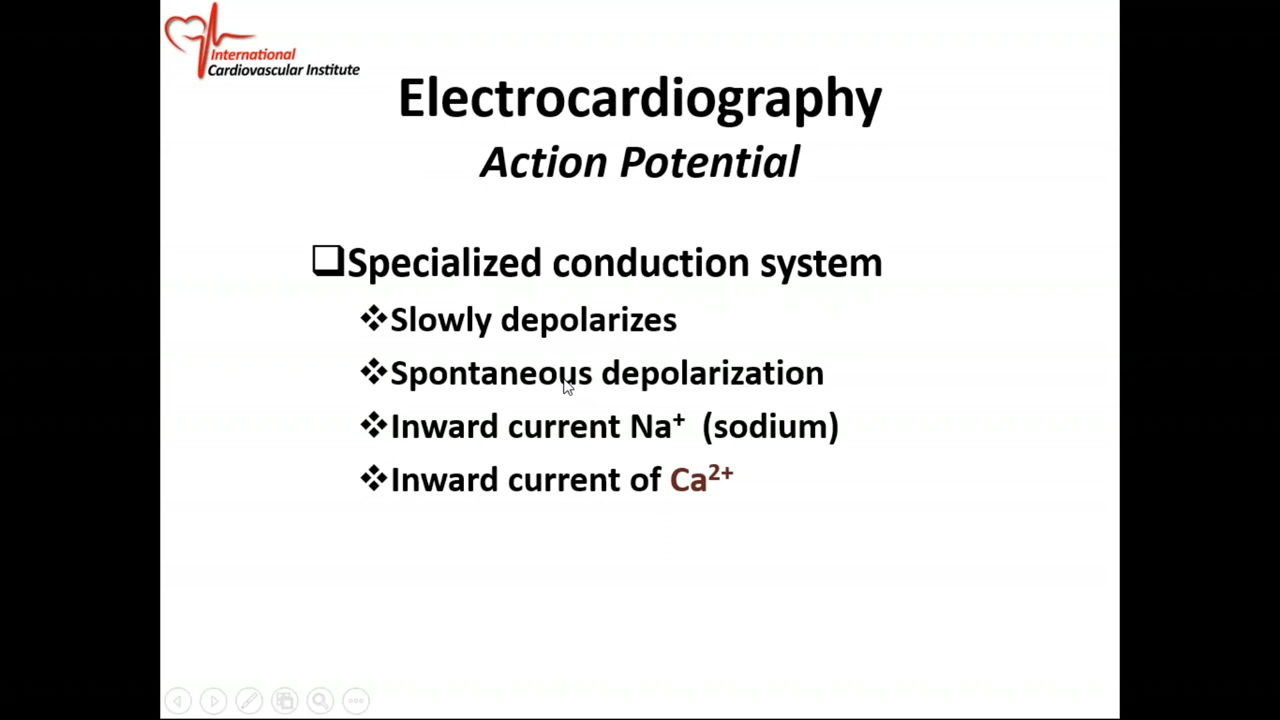 International
Cardiovascular Institute
Electrocardiography
Action Potential
Specialized conduction system
Slowly depolarizes
Spontaneous depolarization
Inward current Na⁺ (sodium)
Inward current of Ca²⁺